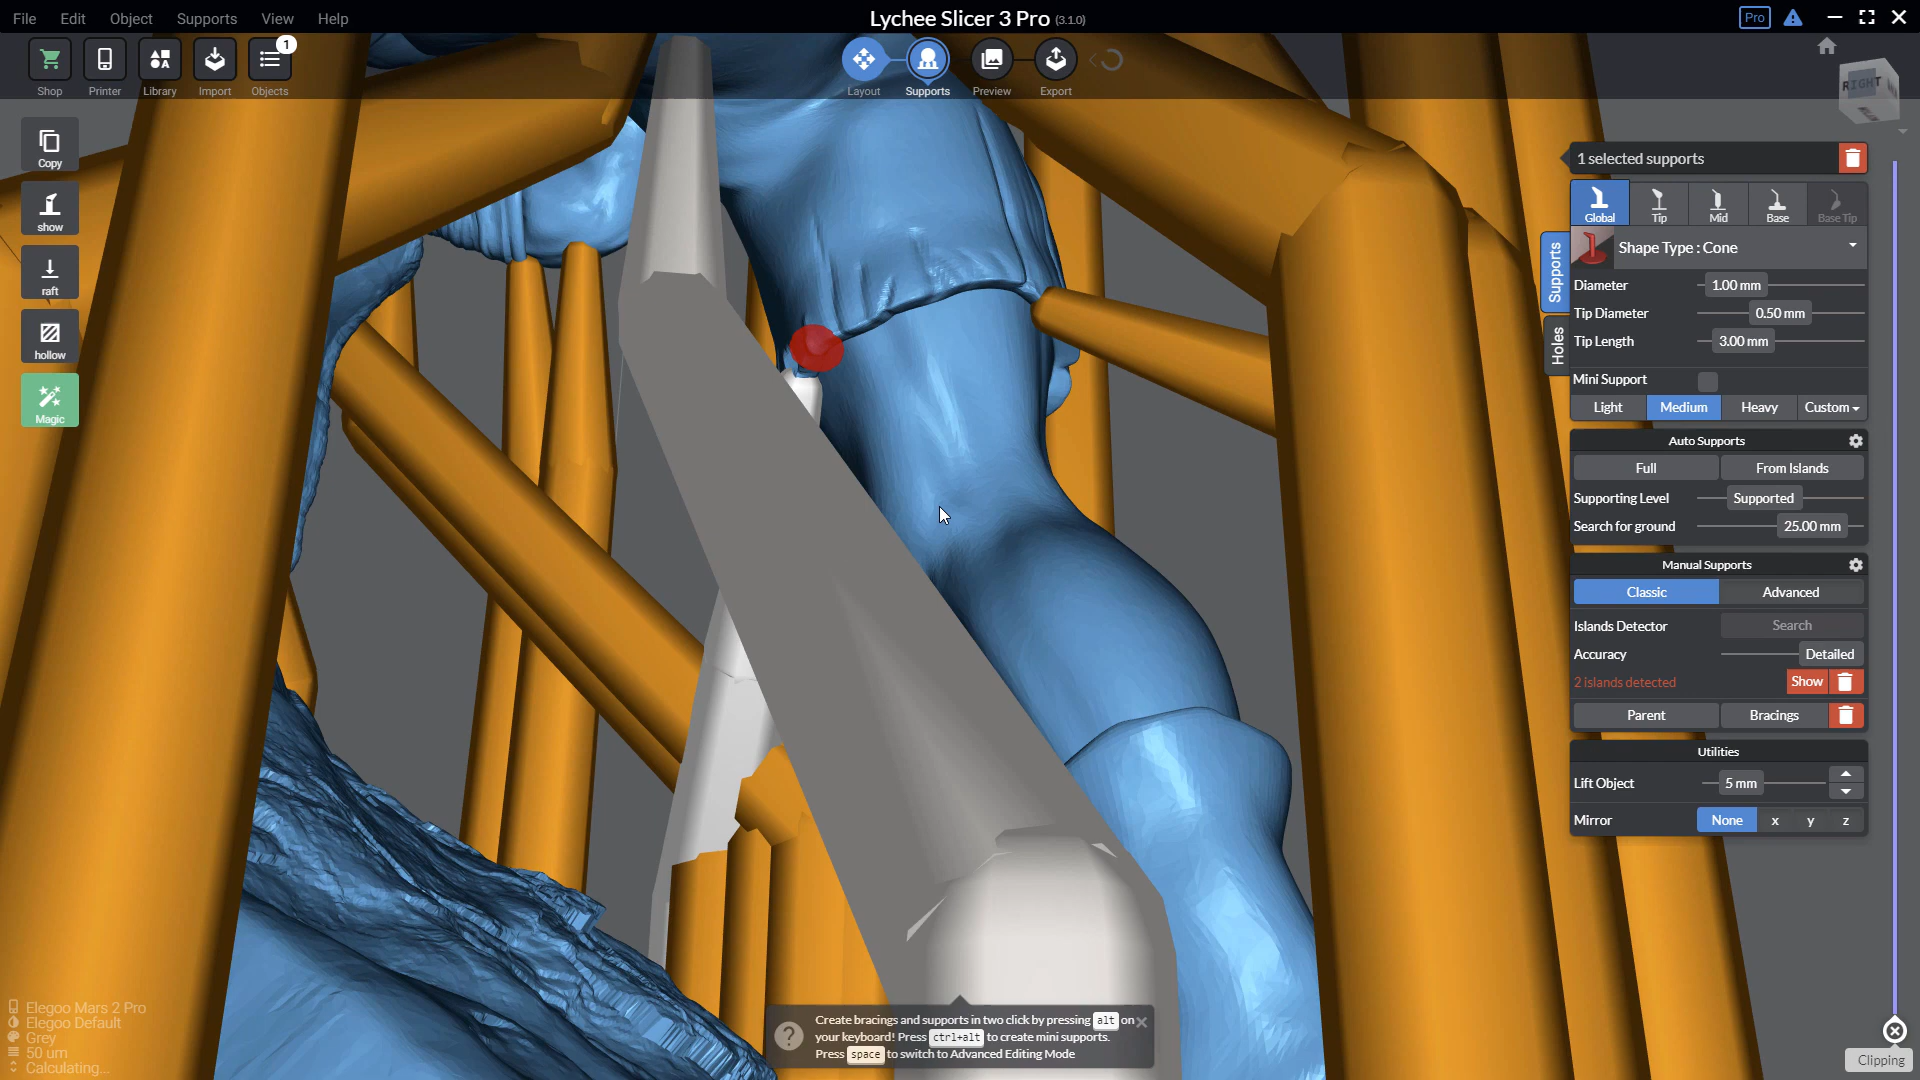 File Edit Object Supports View Help
Lychee Slicer 3 Pro (3.1.0)
Pro
1
Shop Printer Library Import Objects
Layout Supports Preview Export
RIGHT
Copy
show
raft
hollow
Magic
1 selected supports
Global Tip Mid Base Base Tip
Supports
Holes
Shape Type : Cone
Diameter 1.00 mm
Tip Diameter 0.50 mm
Tip Length 3.00 mm
Mini Support
Light Medium Heavy Custom
Auto Supports
Full From Islands
Supporting Level Supported
Search for ground 25.00 mm
Manual Supports
Classic Advanced
Islands Detector Search
Accuracy Detailed
2 islands detected Show
Parent Bracings
Utilities
Lift Object 5 mm
Mirror None x y z
Elegoo Mars 2 Pro
Elegoo Default
Grey
50 um
Calculating...
? Create bracings and supports in two click by pressing alt on
your keyboard! Press ctrl+alt to create mini supports.
Press space to switch to Advanced Editing Mode
Clipping